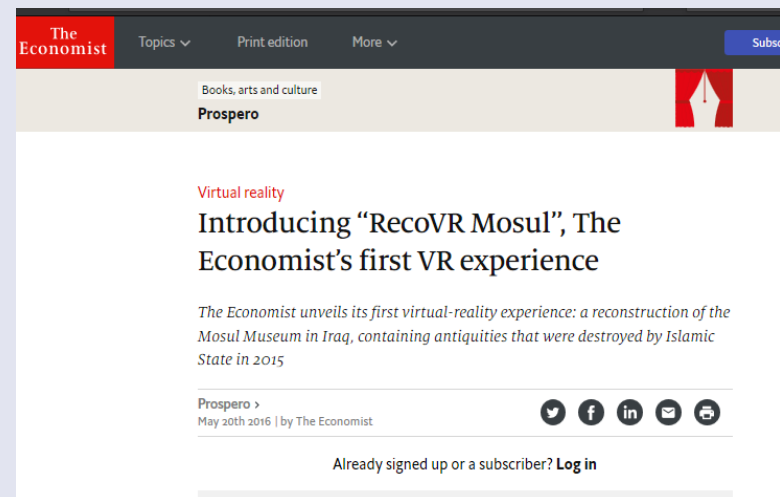 The
Economist
Topics
Print edition
More
Books, arts and culture
Prospero
Virtual reality
Introducing “RecoVR Mosul”, The
Economist’s first VR experience
The Economist unveils its first virtual-reality experience: a reconstruction of the
Mosul Museum in Iraq, containing antiquities that were destroyed by Islamic
State in 2015
Prospero >
May 20th 2016 | by The Economist
Already signed up or a subscriber? Log in